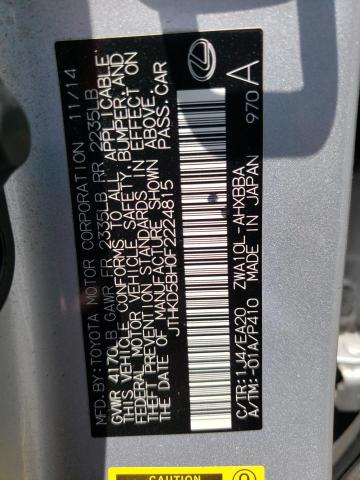 MFD.BY:TOYOTA MOTOR CORPORATION 11/14
GVWR 4170LB GAWR FR 2335LB RR 2235LB
THIS VEHICLE CONFORMS TO ALL APPLICABLE
FEDERAL MOTOR VEHICLE SAFETY, BUMPER, AND
THEFT PREVENTION STANDARDS IN EFFECT ON
THE DATE OF MANUFACTURE SHOWN ABOVE.
JTHKD5BH0F2224815 PASS. CAR
C/TR:1J4/EA20 ZWA10L-AHXBBA
A/TM:-01A/P410 MADE IN JAPAN 970 A
CAUTION